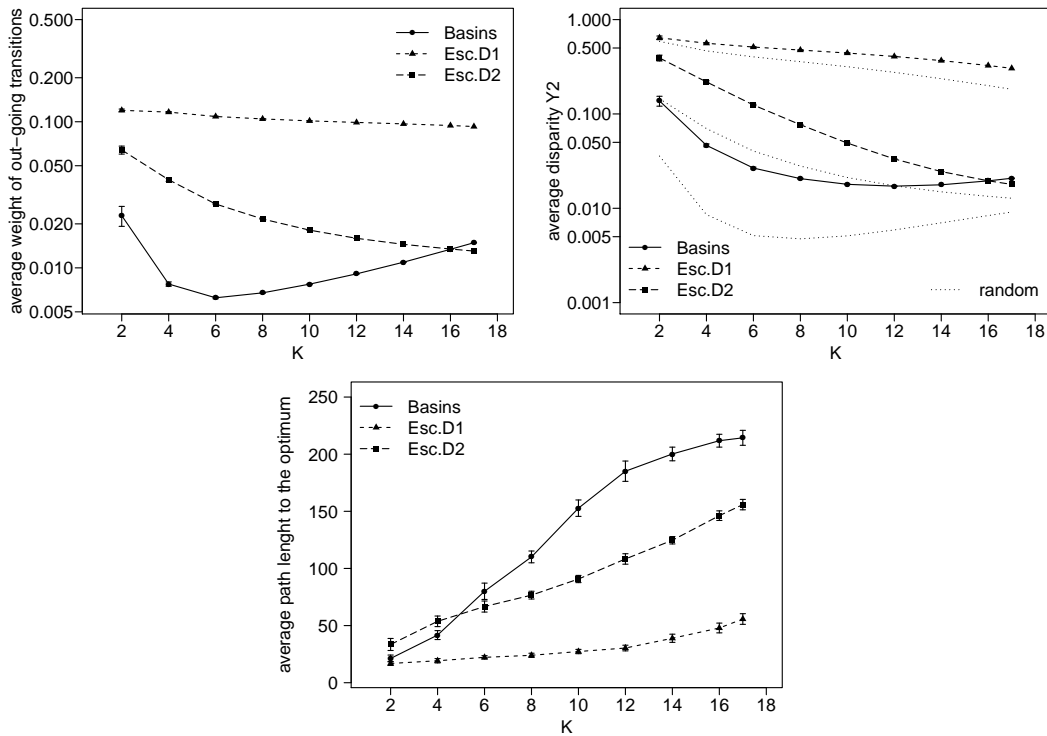 average weight of out−going transitions
0.500
0.200
0.100
0.050
0.020
0.010
0.005
2 4 6 8 10 12 14 16 18
K
Basins
Esc.D1
Esc.D2
average disparity Y2
1.000
0.500
0.100
0.050
0.010
0.005
0.001
2 4 6 8 10 12 14 16 18
K
Basins
Esc.D1
Esc.D2
random
average path lenght to the optimum
250
200
150
100
50
0
2 4 6 8 10 12 14 16 18
K
Basins
Esc.D1
Esc.D2